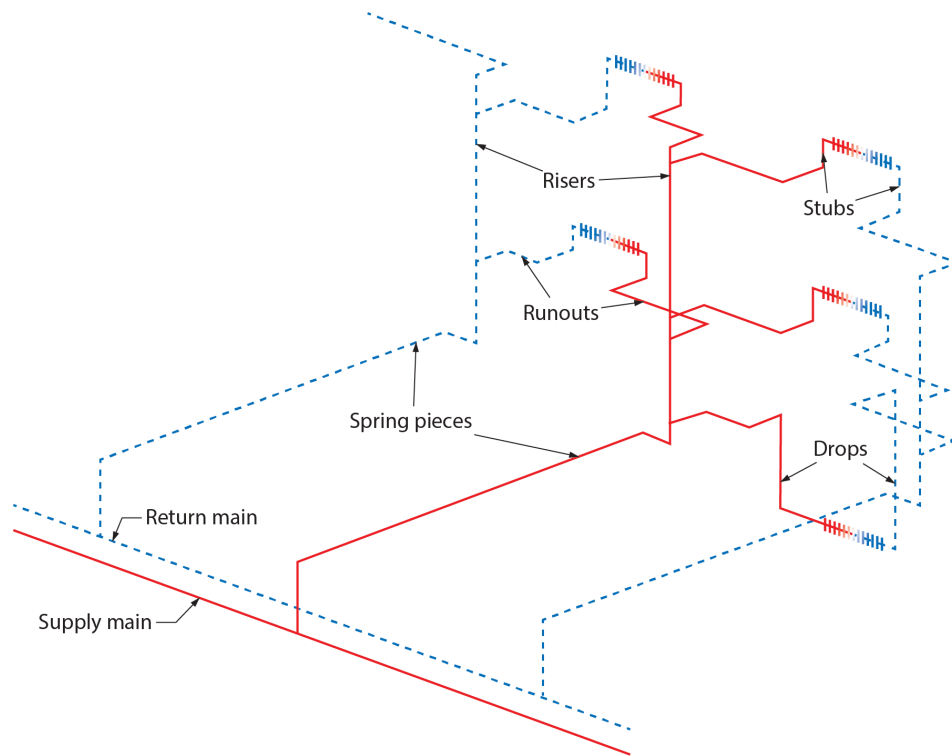 Risers
Stubs
Runouts
Spring pieces
Drops
Return main
Supply main